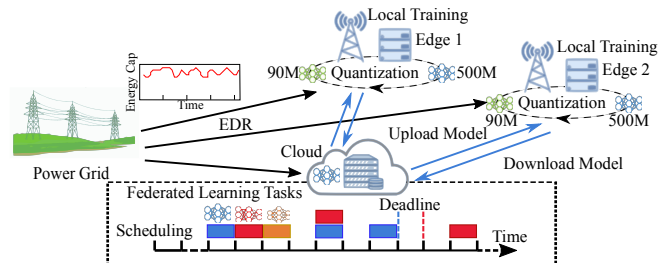 Local Training
Edge 1
Local Training
Edge 2
Energy Cap
Time
90M
Quantization
500M
90M
Quantization
500M
EDR
Upload Model
Download Model
Cloud
Power Grid
Federated Learning Tasks
Deadline
Scheduling
Time